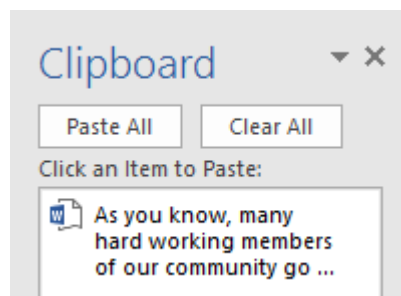 Clipboard
Paste All Clear All
Click an Item to Paste:
As you know, many
hard working members
of our community go ...